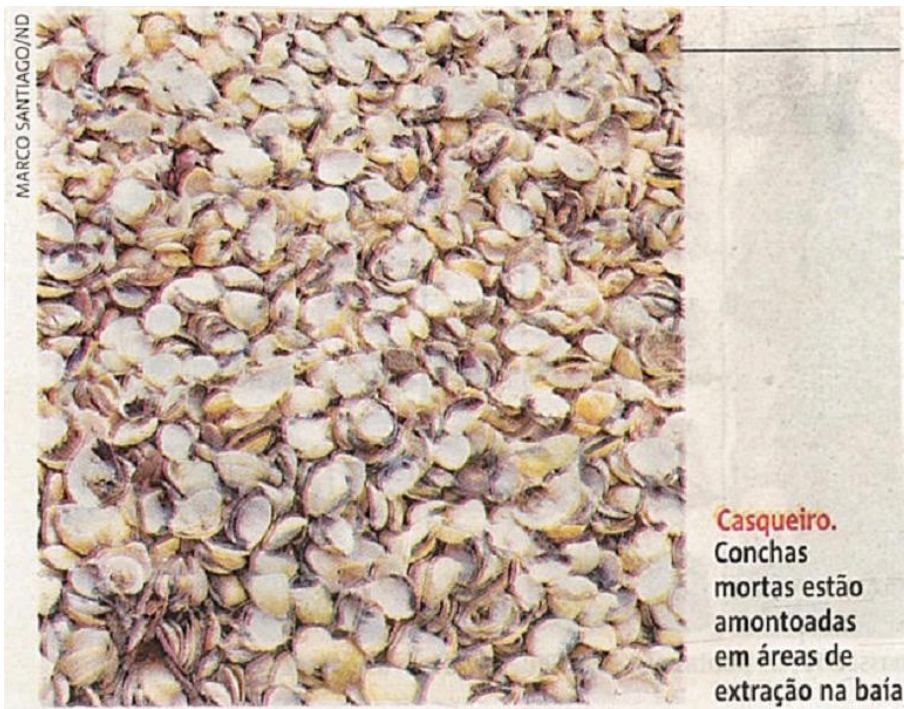 MARCO SANTIAGO/ND
Casqueiro.
Conchas
mortas estão
amontoadas
em áreas de
extração na baía